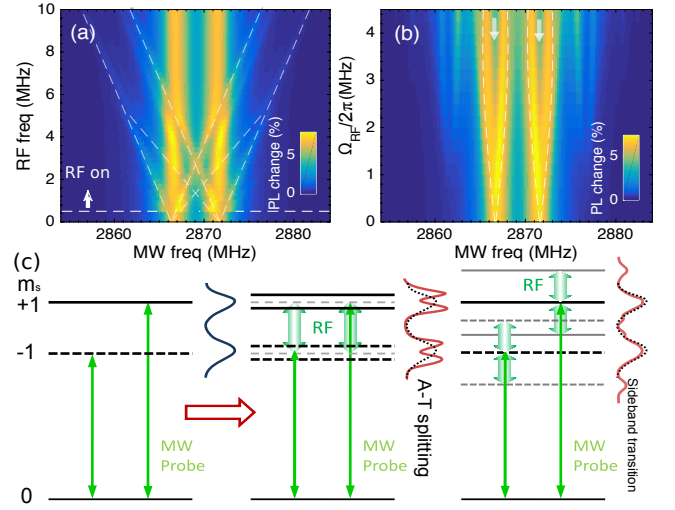 (a)
10
8
6
4
2
0
RF freq (MHz)
RF on
PL change (%)
5
0
2860
2870
2880
MW freq (MHz)
(b)
4
3
2
1
0
Ω_RF/2π(MHz)
PL change (%)
5
0
2860
2870
2880
MW freq (MHz)
(c)
m_s
+1
-1
0
MW
Probe
RF
MW
Probe
A-T splitting
RF
MW
Probe
Sideband transition